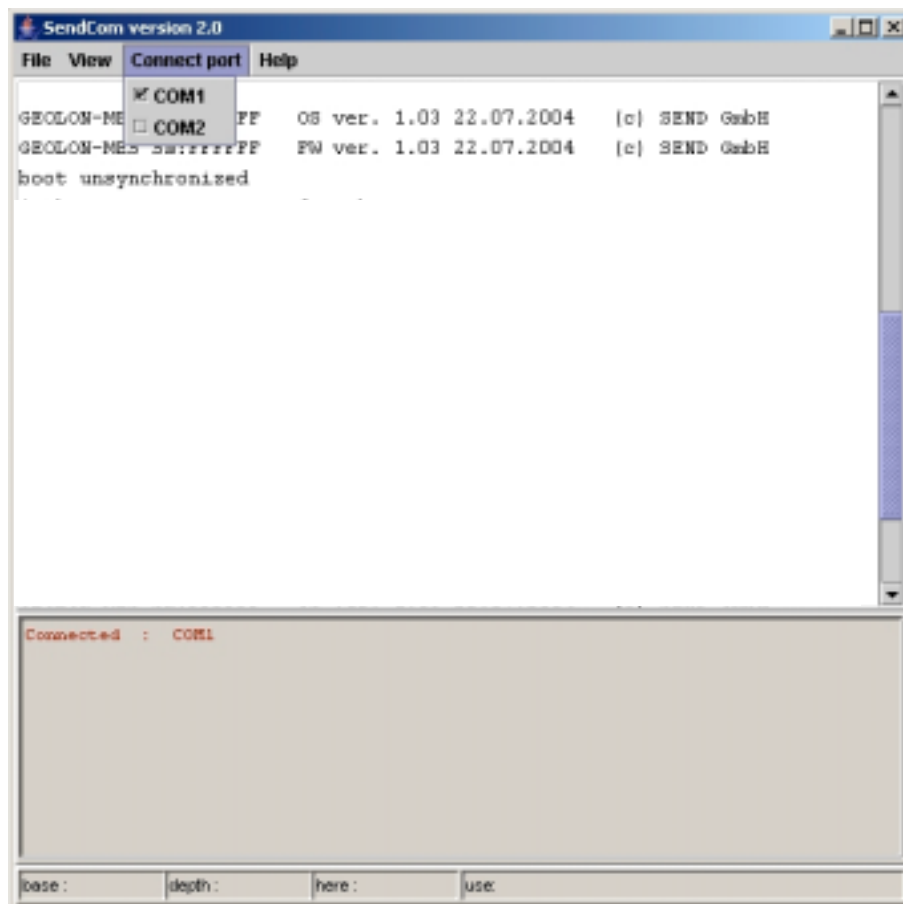 SendCom version 2.0
File View Connect port Help
COM1
COM2
GEOLON-ME FF OS ver. 1.03 22.07.2004 (c) SEND GmbH
GEOLON-MES SN:FFFFFF FW ver. 1.03 22.07.2004 (c) SEND GmbH
boot unsynchronized
Connected : COM1
base : depth : here : use: